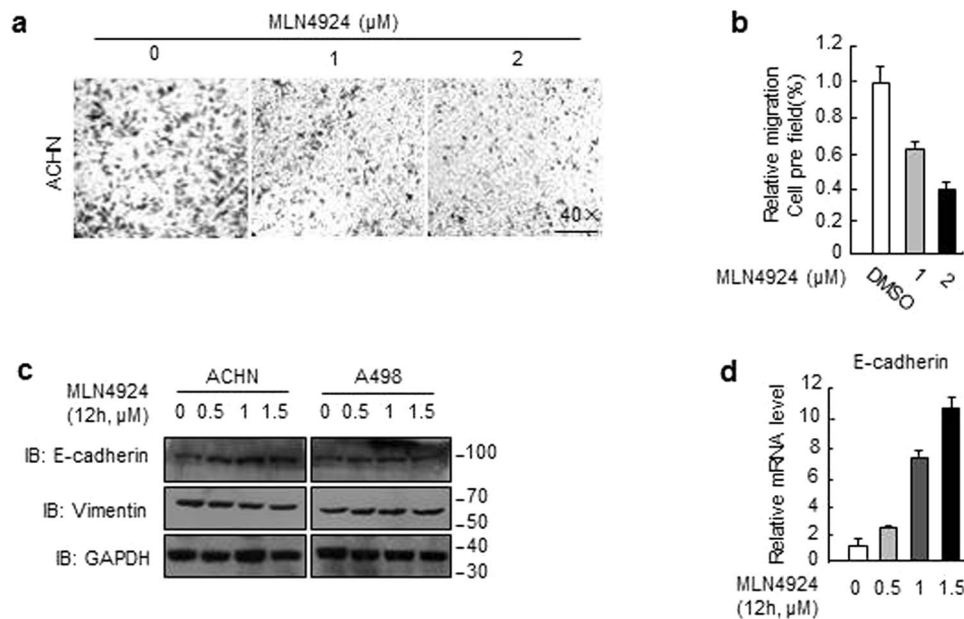 a
MLN4924 (μM)
0 1 2
ACHN
40×
b
Relative migration
Cell pre field(%)
1.2
1.0
0.8
0.6
0.4
0.2
0
MLN4924 (μM)
DMSO 1 2
c
ACHN A498
MLN4924
(12h, μM)
0 0.5 1 1.5 0 0.5 1 1.5
IB: E-cadherin -100
IB: Vimentin -70
-50
IB: GAPDH -40
-30
d
E-cadherin
Relative mRNA level
12
10
8
6
4
2
0
MLN4924
(12h, μM)
0 0.5 1 1.5